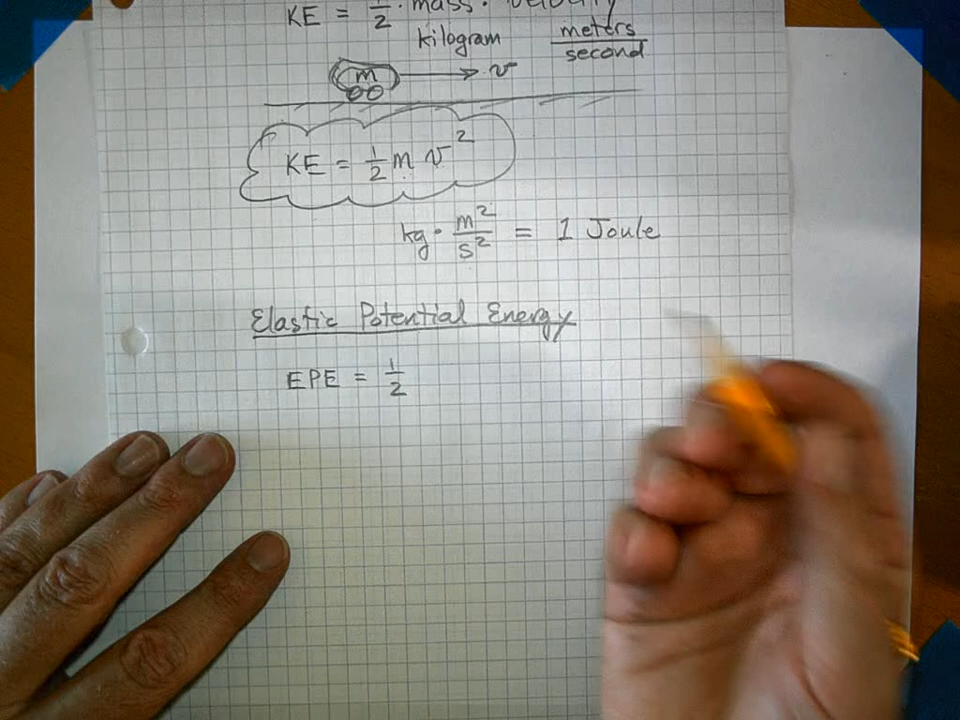 KE = 1/2 · mass · velocity
kilogram meters/second
m → v
KE = 1/2 m v²
kg · m²/s² = 1 Joule
Elastic Potential Energy
EPE = 1/2